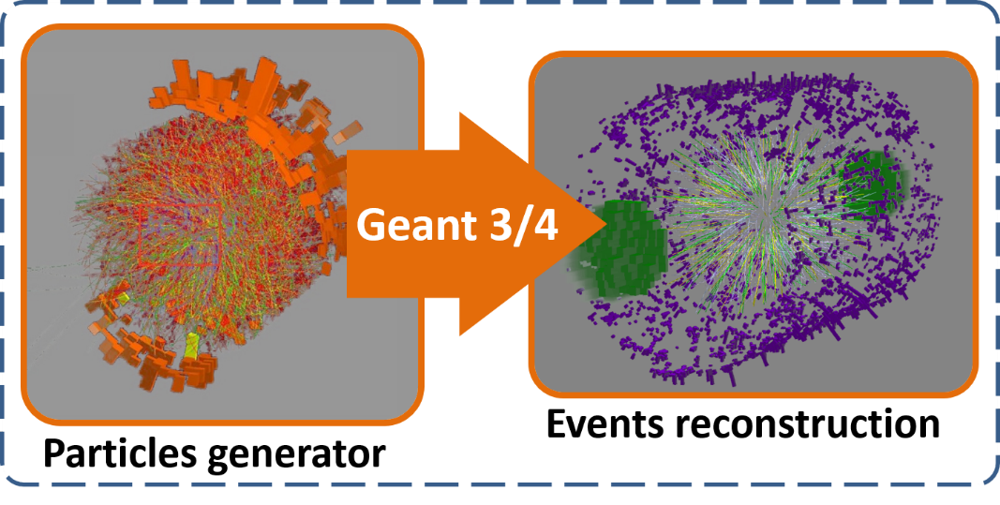 Geant 3/4
Events reconstruction
Particles generator